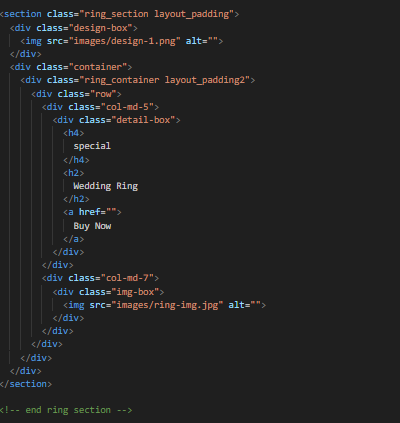 <section class="ring_section layout_padding">
<div class="design-box">
<img src="images/design-1.png" alt="">
</div>
<div class="container">
<div class="ring_container layout_padding2">
<div class="row">
<div class="col-md-5">
<div class="detail-box">
<h4>
special
</h4>
<h2>
Wedding Ring
</h2>
<a href="">
Buy Now
</a>
</div>
</div>
<div class="col-md-7">
<div class="img-box">
<img src="images/ring-img.jpg" alt="">
</div>
</div>
</div>
</div>
</div>
</section>
<!-- end ring section -->